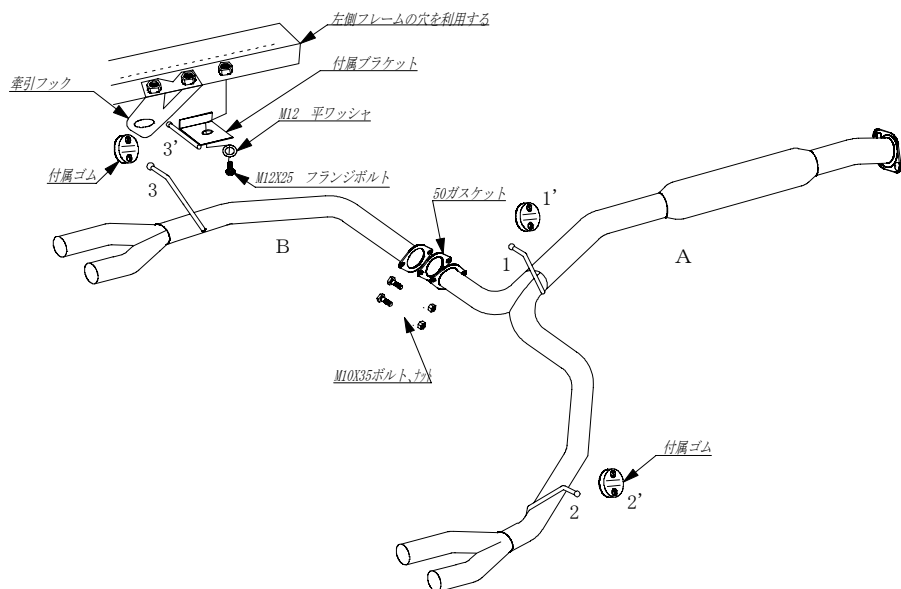 左側フレームの穴を利用する
牽引フック
付属ブラケット
M12 平ワッシャ
3'
付属ゴム
3
M12X25 フランジボルト
50ガスケット
1'
B
1
A
M10X35ボルト、ナット
付属ゴム
2
2'